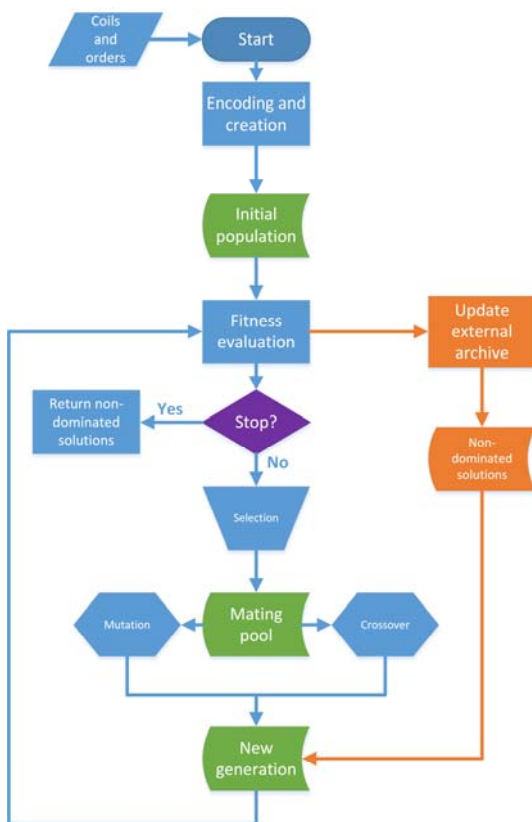 Coils
and
orders
Start
Encoding and
creation
Initial
population
Fitness
evaluation
Update
external
archive
Return non-
dominated
solutions
Yes
Stop?
No
Non-
dominated
solutions
Selection
Mutation
Mating
pool
Crossover
New
generation